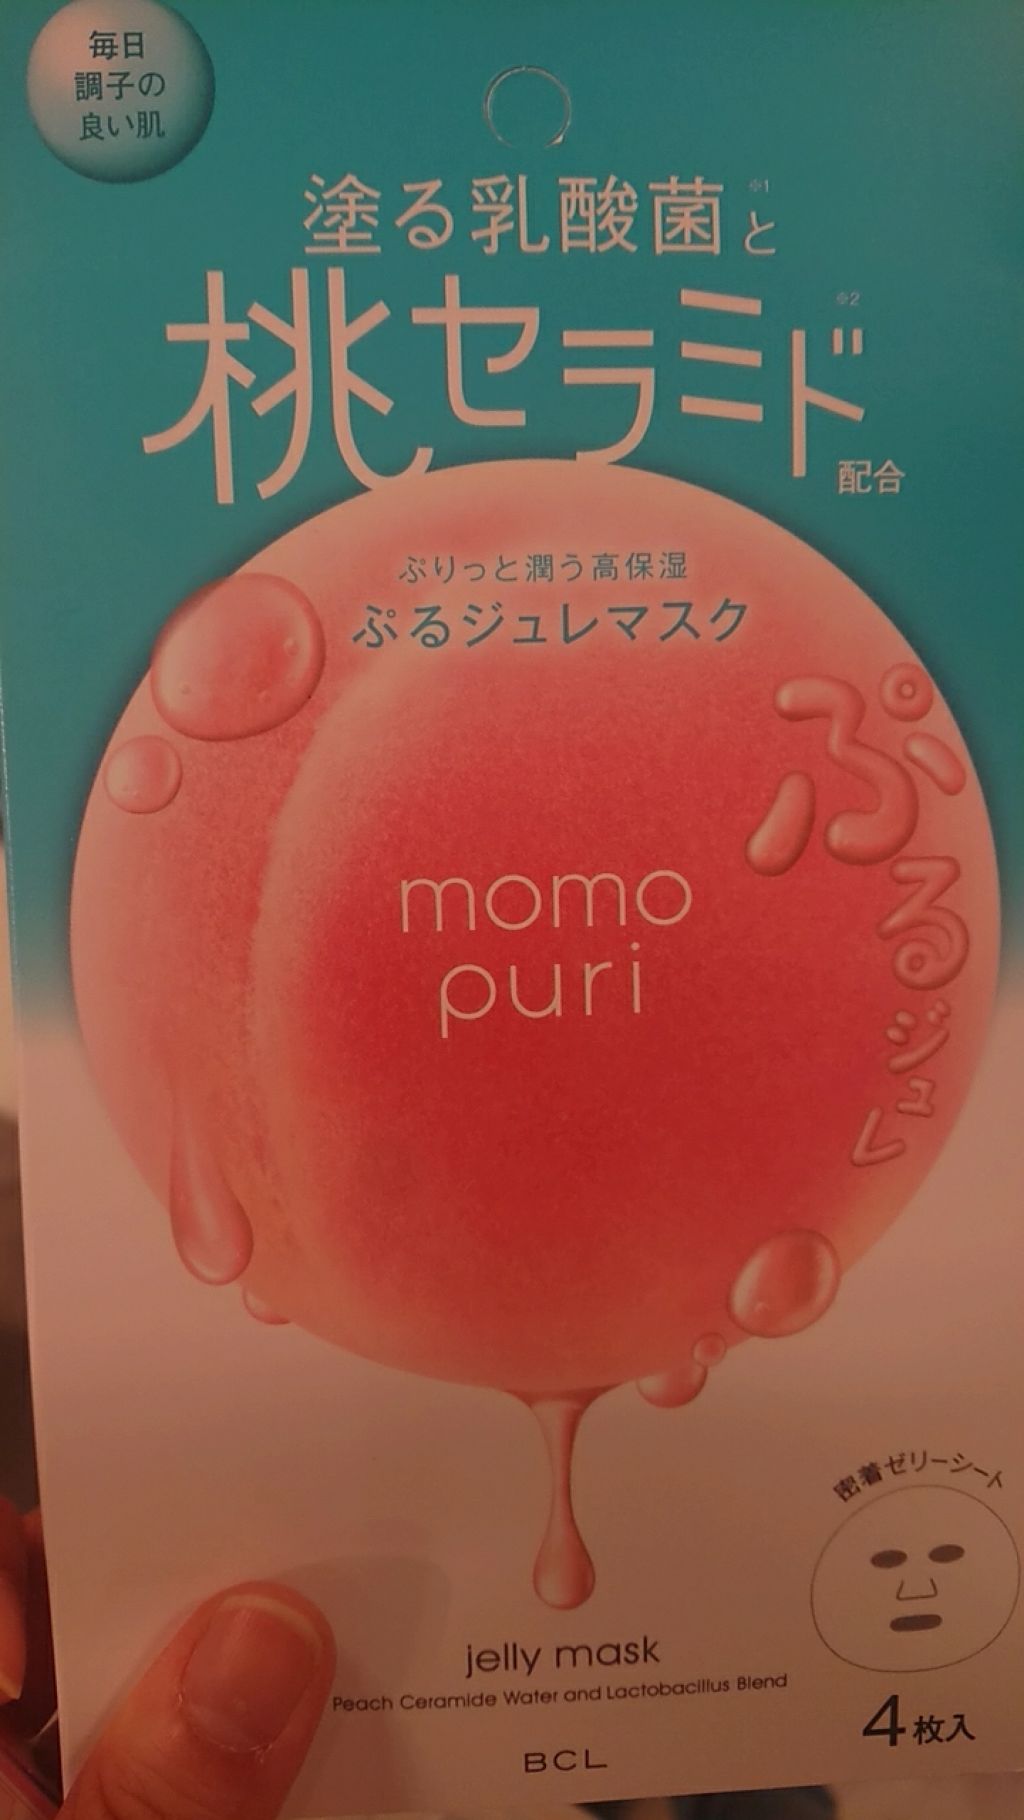 毎日
調子の
良い肌
塗る乳酸菌※1と
桃セラミド※2
配合
ぷりっと潤う高保湿
ぷるジュレマスク
ぷるジュレ
momo
puri
密着ゼリーシート
jelly mask
Peach Ceramide Water and Lactobacillus Blend
4枚入
BCL